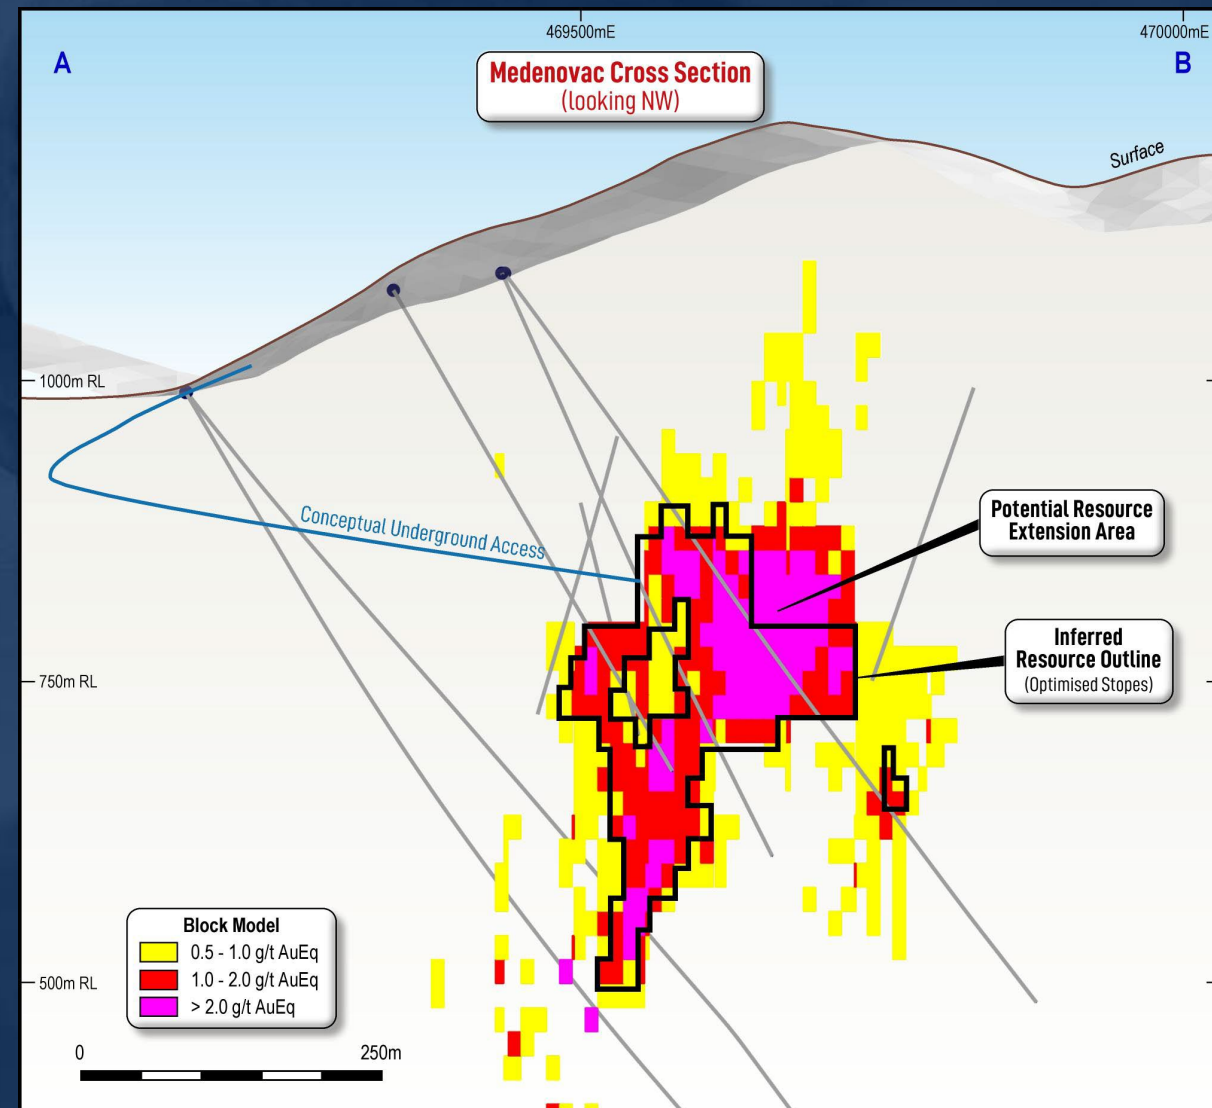 469500mE
470000mE
A
B
Medenovac Cross Section
(looking NW)
Surface
1000m RL
Conceptual Underground Access
Potential Resource
Extension Area
Inferred
Resource Outline
(Optimised Stopes)
750m RL
Block Model
0.5 - 1.0 g/t AuEq
1.0 - 2.0 g/t AuEq
> 2.0 g/t AuEq
500m RL
0
250m